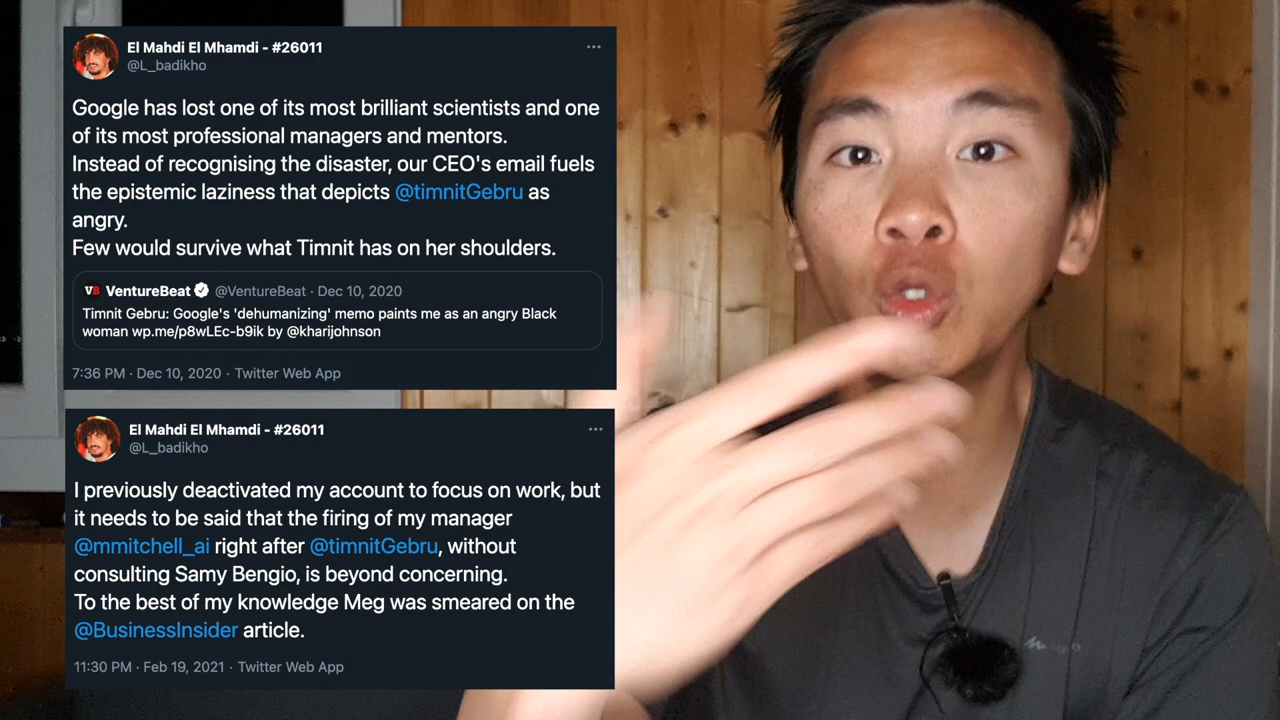 El Mahdi El Mhamdi - #26011
@L_badikho
Google has lost one of its most brilliant scientists and one
of its most professional managers and mentors.
Instead of recognising the disaster, our CEO's email fuels
the epistemic laziness that depicts @timnitGebru as
angry.
Few would survive what Timnit has on her shoulders.
VB VentureBeat @VentureBeat · Dec 10, 2020
Timnit Gebru: Google's 'dehumanizing' memo paints me as an angry Black
woman wp.me/p8wLEc-b9ik by @kharijohnson
7:36 PM · Dec 10, 2020 · Twitter Web App
El Mahdi El Mhamdi - #26011
@L_badikho
I previously deactivated my account to focus on work, but
it needs to be said that the firing of my manager
@mmitchell_ai right after @timnitGebru, without
consulting Samy Bengio, is beyond concerning.
To the best of my knowledge Meg was smeared on the
@BusinessInsider article.
11:30 PM · Feb 19, 2021 · Twitter Web App